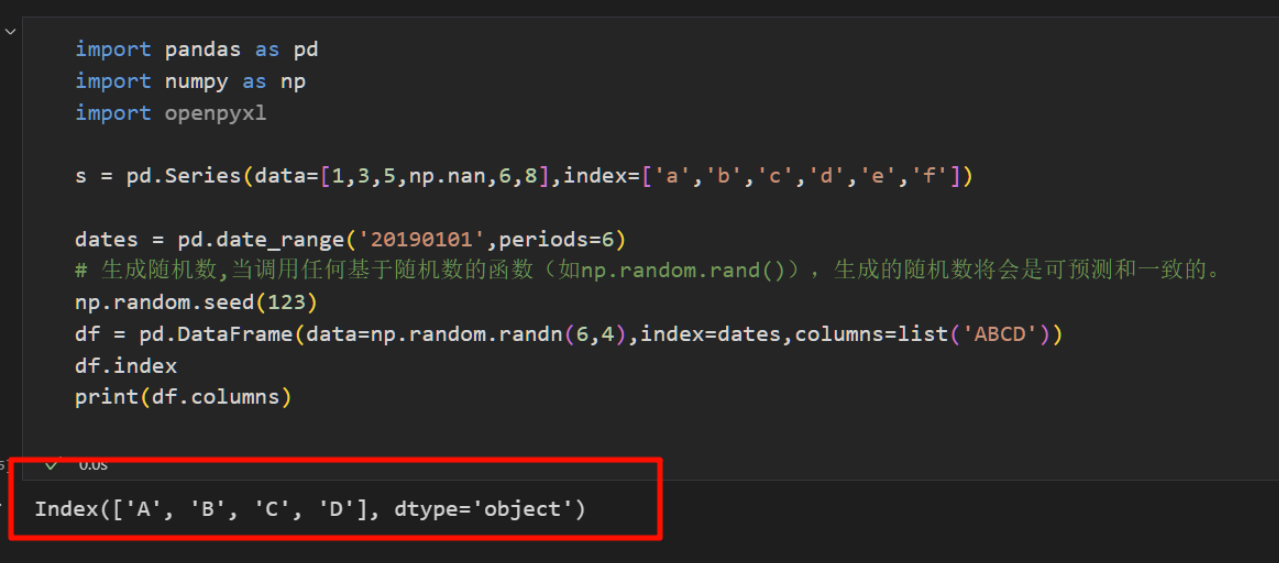 import pandas as pd
import numpy as np
import openpyxl
s = pd.Series(data=[1,3,5,np.nan,6,8],index=['a','b','c','d','e','f'])
dates = pd.date_range('20190101',periods=6)
# 生成随机数,当调用任何基于随机数的函数（如np.random.rand()），生成的随机数将会是可预测和一致的。
np.random.seed(123)
df = pd.DataFrame(data=np.random.randn(6,4),index=dates,columns=list('ABCD'))
df.index
print(df.columns)
0.0s
Index(['A', 'B', 'C', 'D'], dtype='object')